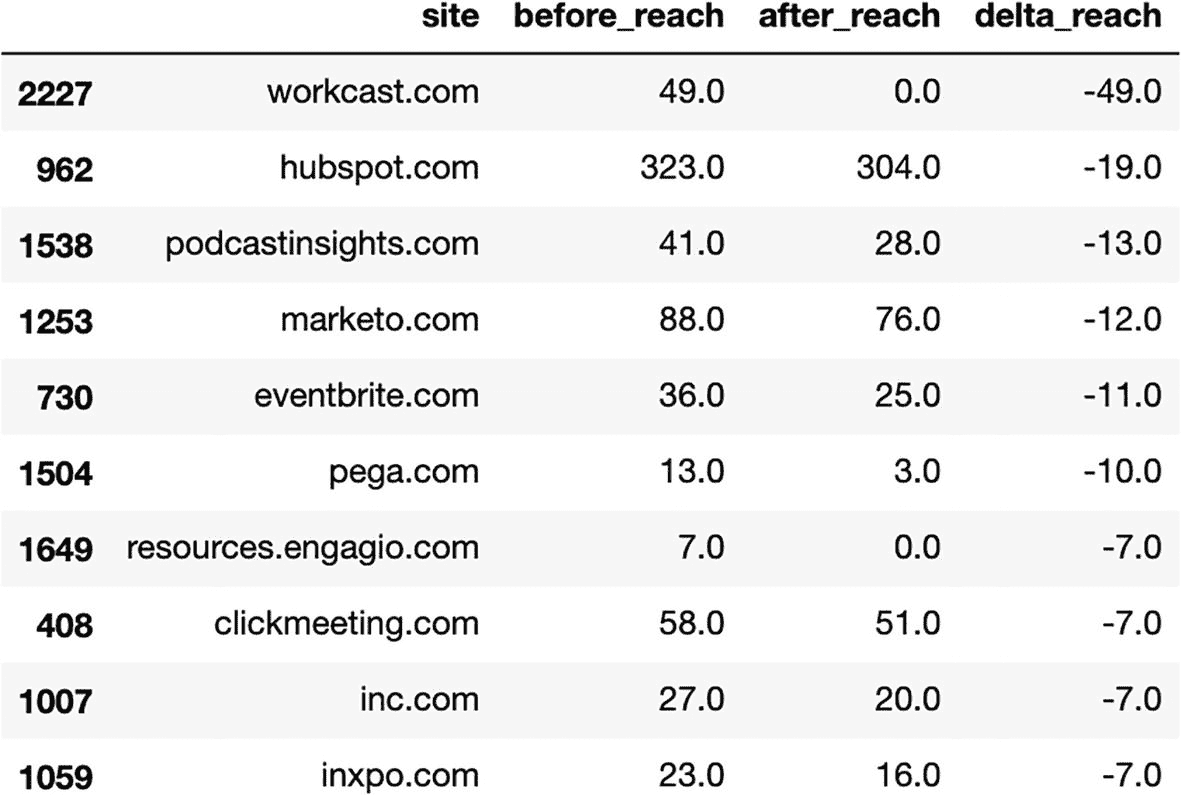 site before_reach after_reach delta_reach
2227 workcast.com 49.0 0.0 -49.0
962 hubspot.com 323.0 304.0 -19.0
1538 podcastinsights.com 41.0 28.0 -13.0
1253 marketo.com 88.0 76.0 -12.0
730 eventbrite.com 36.0 25.0 -11.0
1504 pega.com 13.0 3.0 -10.0
1649 resources.engagio.com 7.0 0.0 -7.0
408 clickmeeting.com 58.0 51.0 -7.0
1007 inc.com 27.0 20.0 -7.0
1059 inxpo.com 23.0 16.0 -7.0